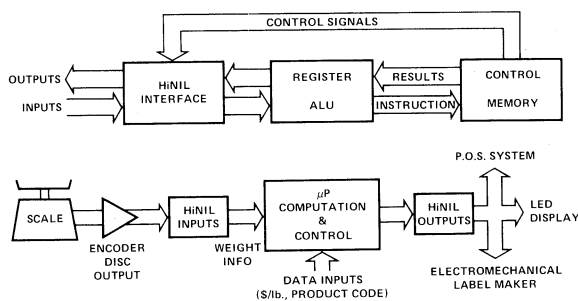 CONTROL SIGNALS
OUTPUTS
INPUTS
HiNIL
INTERFACE
REGISTER
ALU
RESULTS
INSTRUCTION
CONTROL
MEMORY
SCALE
ENCODER
DISC
OUTPUT
HiNIL
INPUTS
WEIGHT
INFO
μP
COMPUTATION
&
CONTROL
DATA INPUTS
($/lb., PRODUCT CODE)
HiNIL
OUTPUTS
P.O.S. SYSTEM
LED
DISPLAY
ELECTROMECHANICAL
LABEL MAKER